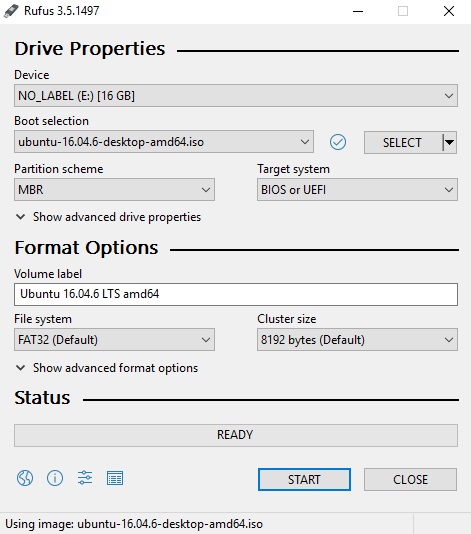 Rufus 3.5.1497
Drive Properties
Device
NO_LABEL (E:) [16 GB]
Boot selection
ubuntu-16.04.6-desktop-amd64.iso
SELECT
Partition scheme
Target system
MBR
BIOS or UEFI
Show advanced drive properties
Format Options
Volume label
Ubuntu 16.04.6 LTS amd64
File system
Cluster size
FAT32 (Default)
8192 bytes (Default)
Show advanced format options
Status
READY
START
CLOSE
Using image: ubuntu-16.04.6-desktop-amd64.iso